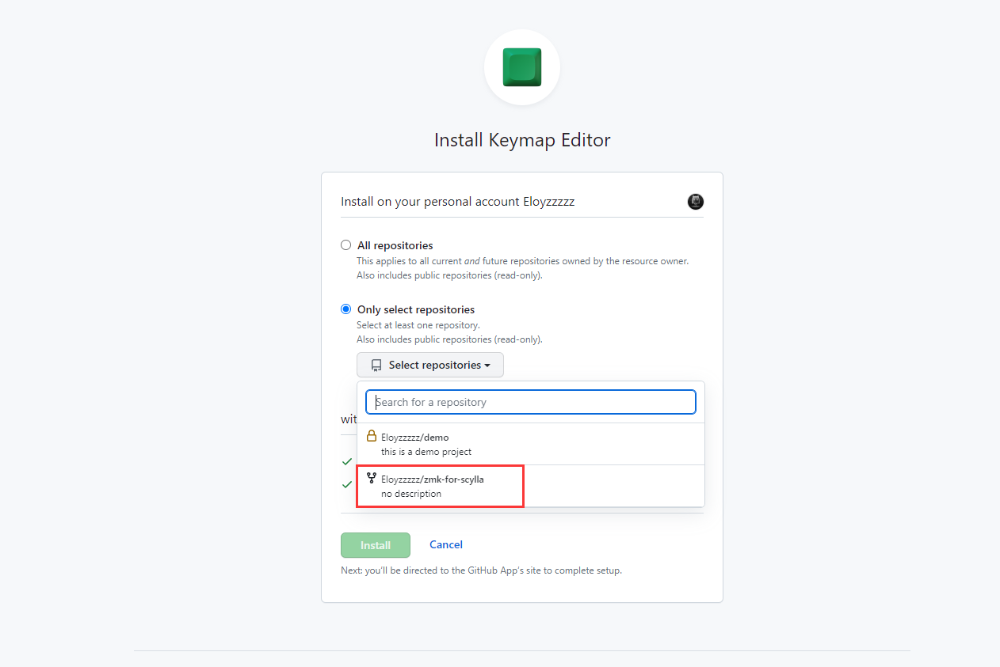 Install Keymap Editor
Install on your personal account Eloyzzzzz
All repositories
This applies to all current and future repositories owned by the resource owner.
Also includes public repositories (read-only).
Only select repositories
Select at least one repository.
Also includes public repositories (read-only).
Select repositories
Search for a repository
wit
Eloyzzzzz/demo
this is a demo project
Eloyzzzzz/zmk-for-scylla
no description
Install Cancel
Next: you'll be directed to the GitHub App's site to complete setup.